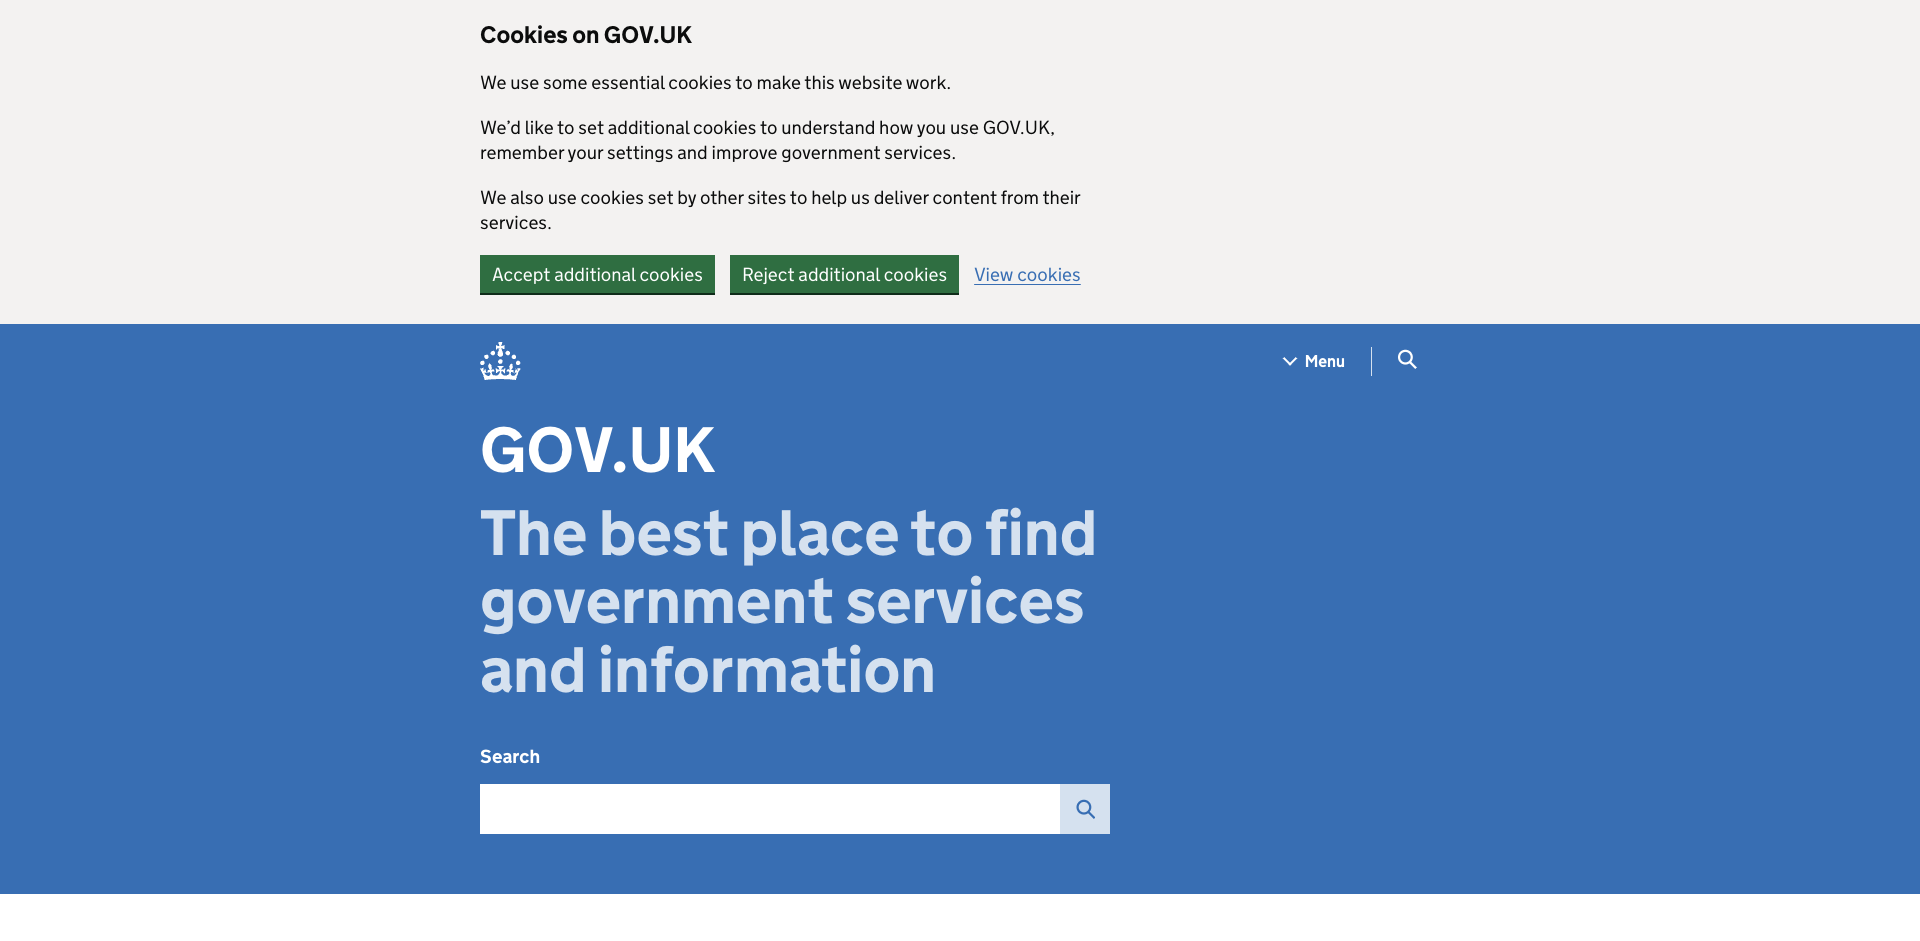 Cookies on GOV.UK
We use some essential cookies to make this website work.
We’d like to set additional cookies to understand how you use GOV.UK,
remember your settings and improve government services.
We also use cookies set by other sites to help us deliver content from their
services.
Accept additional cookies
Reject additional cookies
View cookies
Menu
GOV.UK
The best place to find
government services
and information
Search